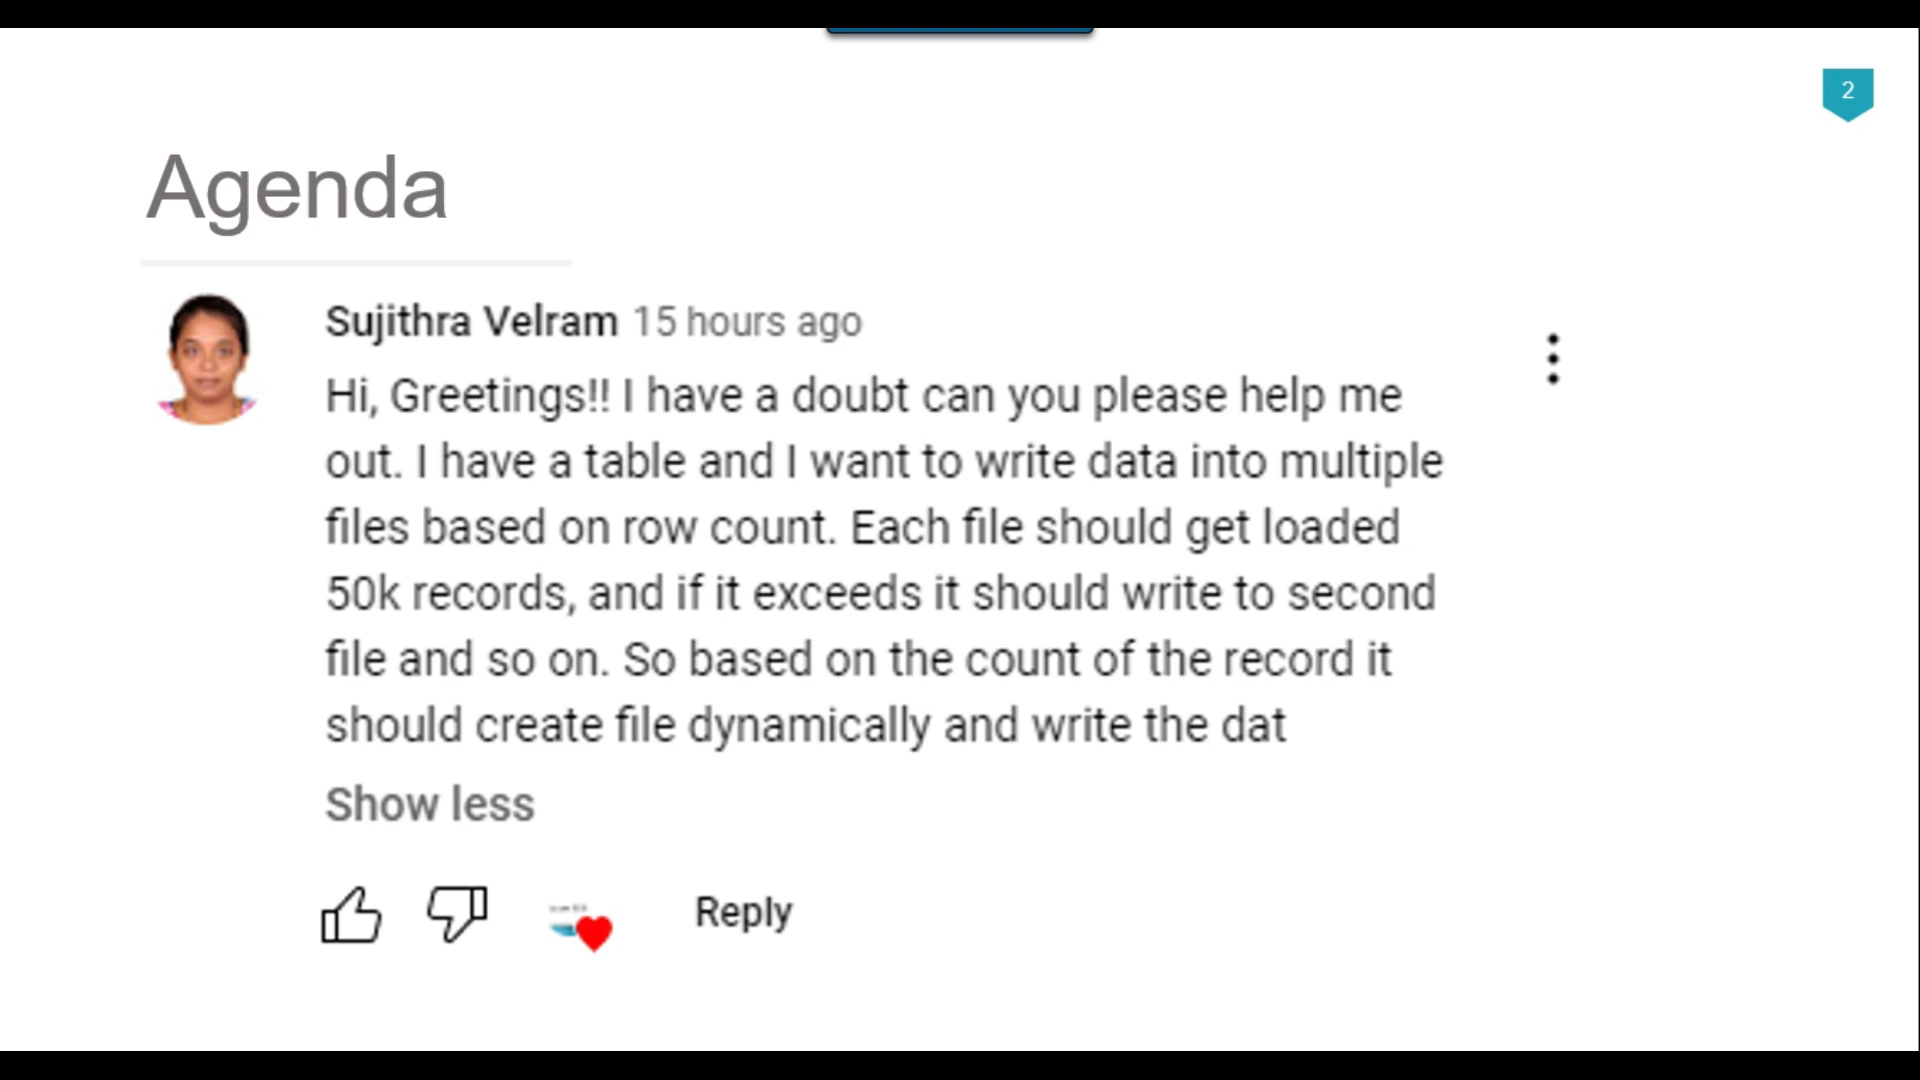 2
Agenda
Sujithra Velram 15 hours ago
Hi, Greetings!! I have a doubt can you please help me
out. I have a table and I want to write data into multiple
files based on row count. Each file should get loaded
50k records, and if it exceeds it should write to second
file and so on. So based on the count of the record it
should create file dynamically and write the dat
Show less
Reply